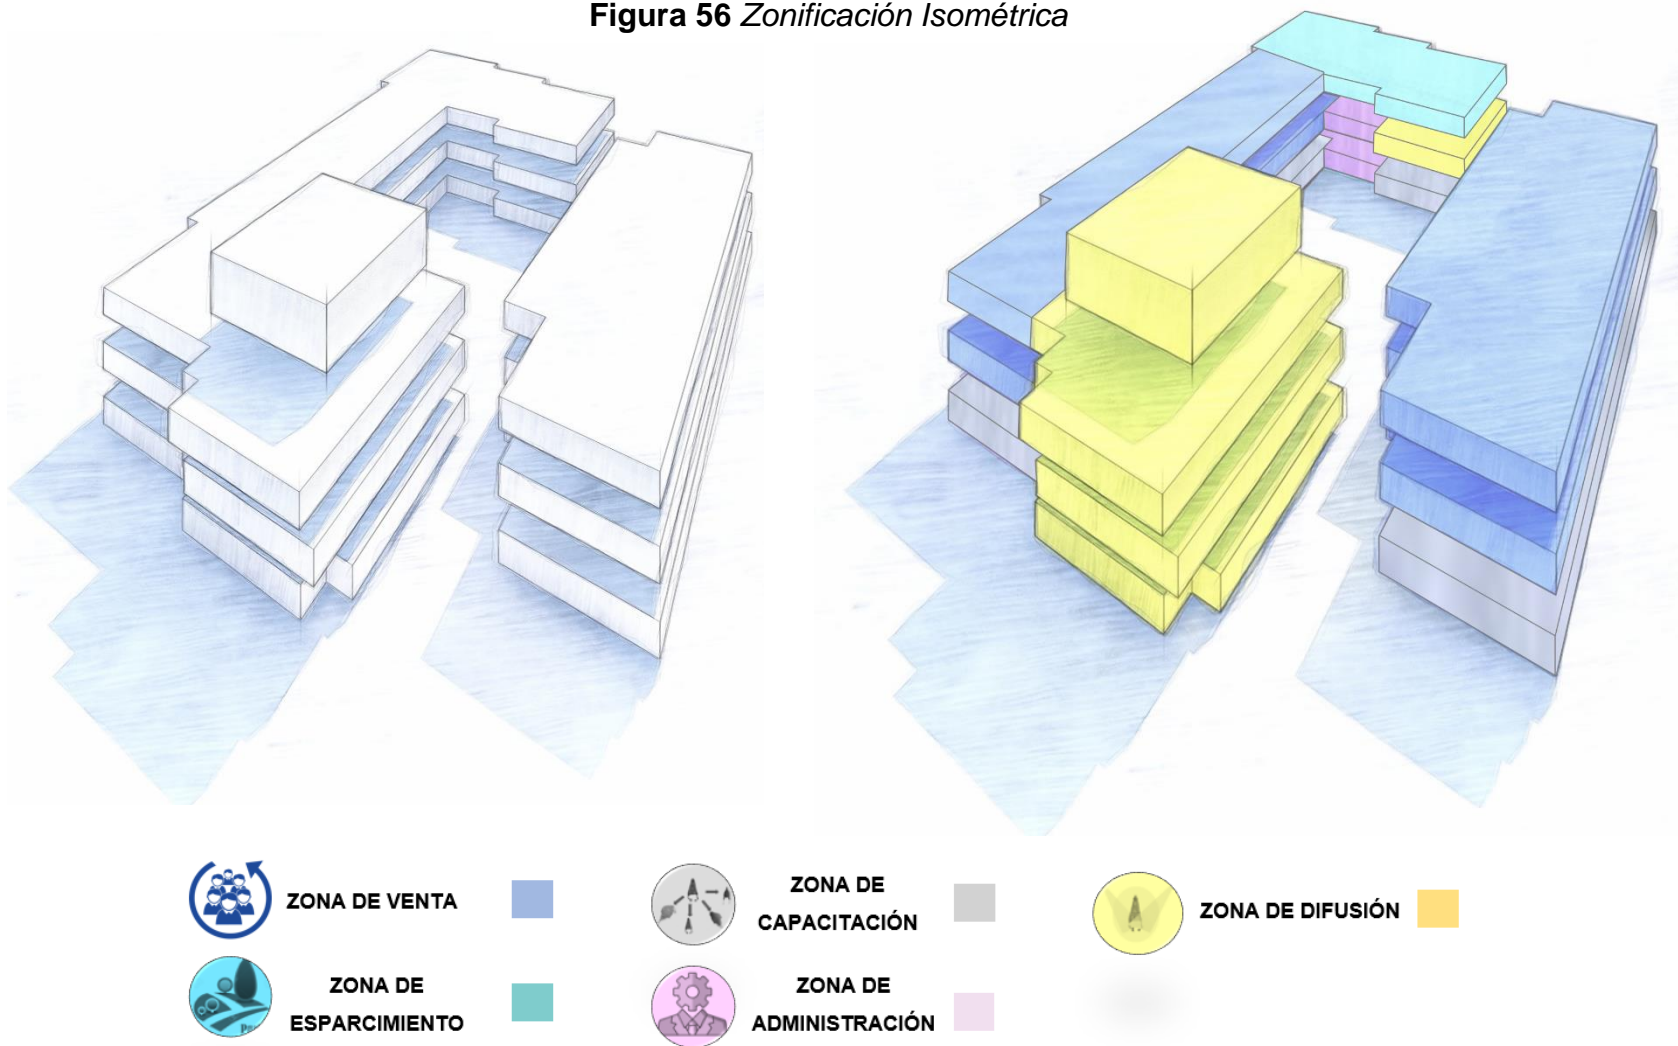 Figura 56 Zonificación Isométrica
ZONA DE VENTA
ZONA DE
CAPACITACIÓN
ZONA DE DIFUSIÓN
ZONA DE
ESPARCIMIENTO
ZONA DE
ADMINISTRACIÓN